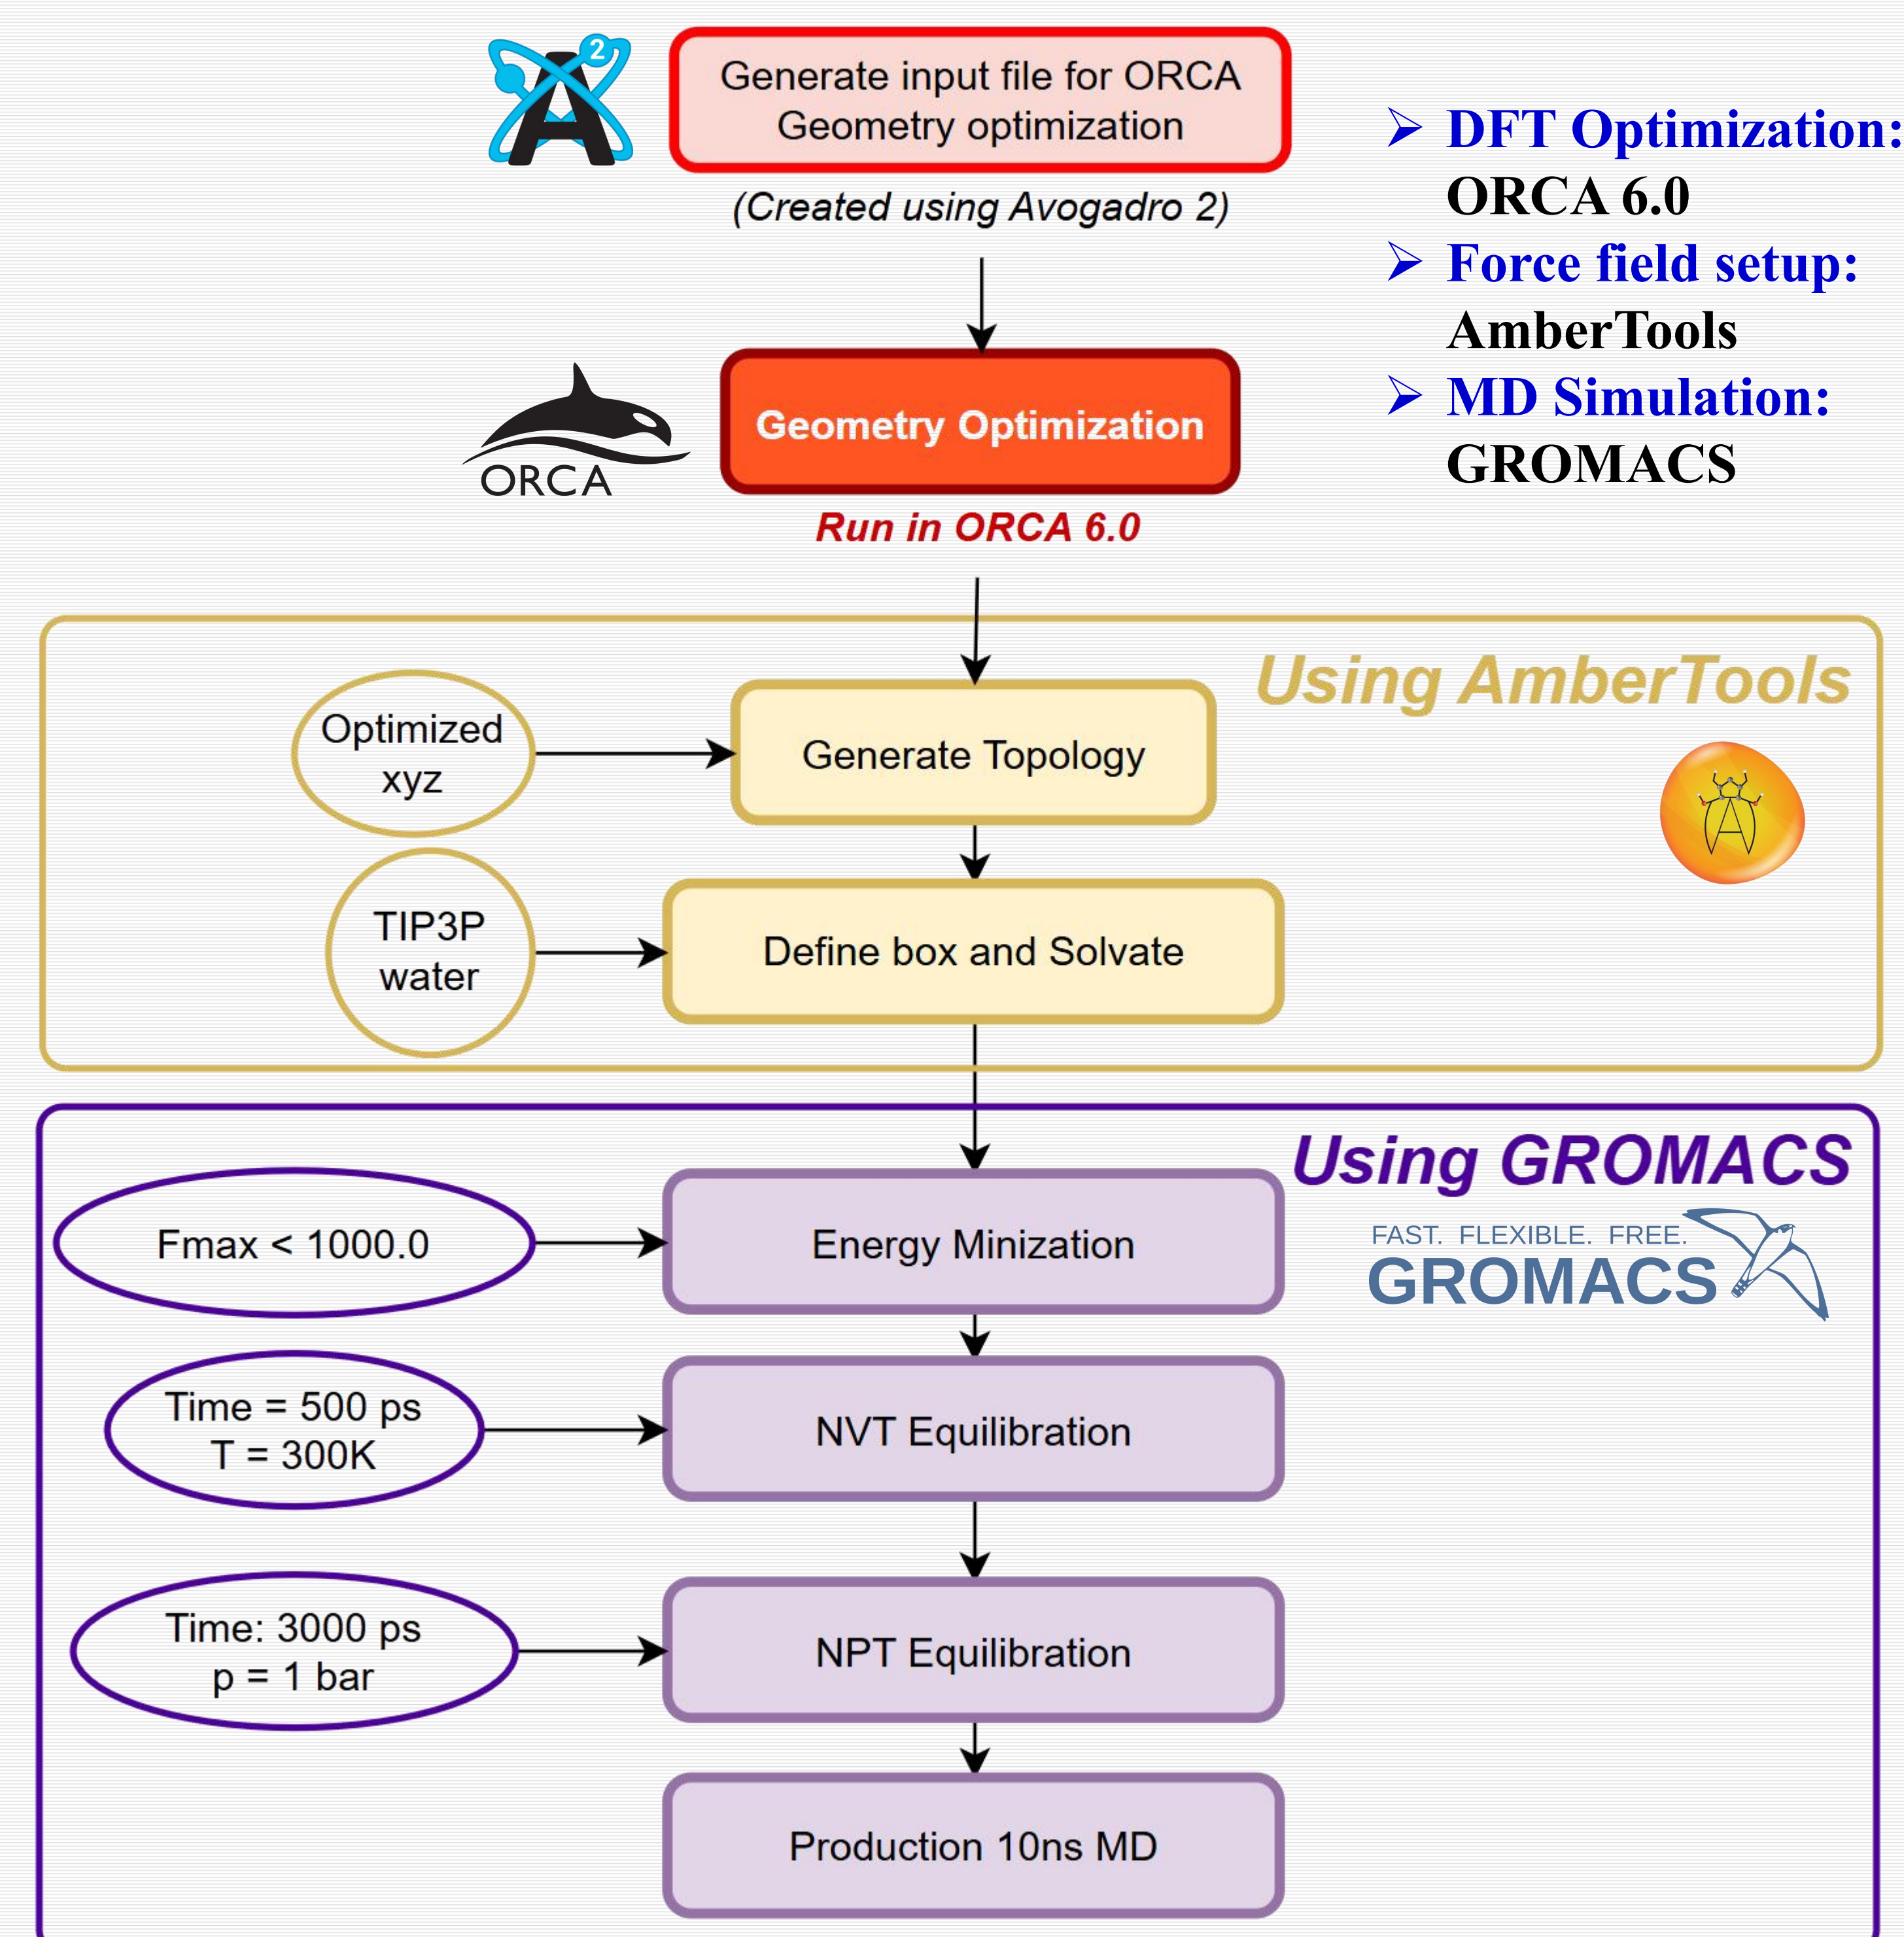 2
Generate input file for ORCA
Geometry optimization
(Created using Avogadro 2)
➢ DFT Optimization:
ORCA 6.0
➢ Force field setup:
AmberTools
➢ MD Simulation:
GROMACS
ORCA
Geometry Optimization
Run in ORCA 6.0
Using AmberTools
Optimized
xyz
Generate Topology
TIP3P
water
Define box and Solvate
Using GROMACS
FAST. FLEXIBLE. FREE.
GROMACS
Fmax < 1000.0
Energy Minization
Time = 500 ps
T = 300K
NVT Equilibration
Time: 3000 ps
p = 1 bar
NPT Equilibration
Production 10ns MD